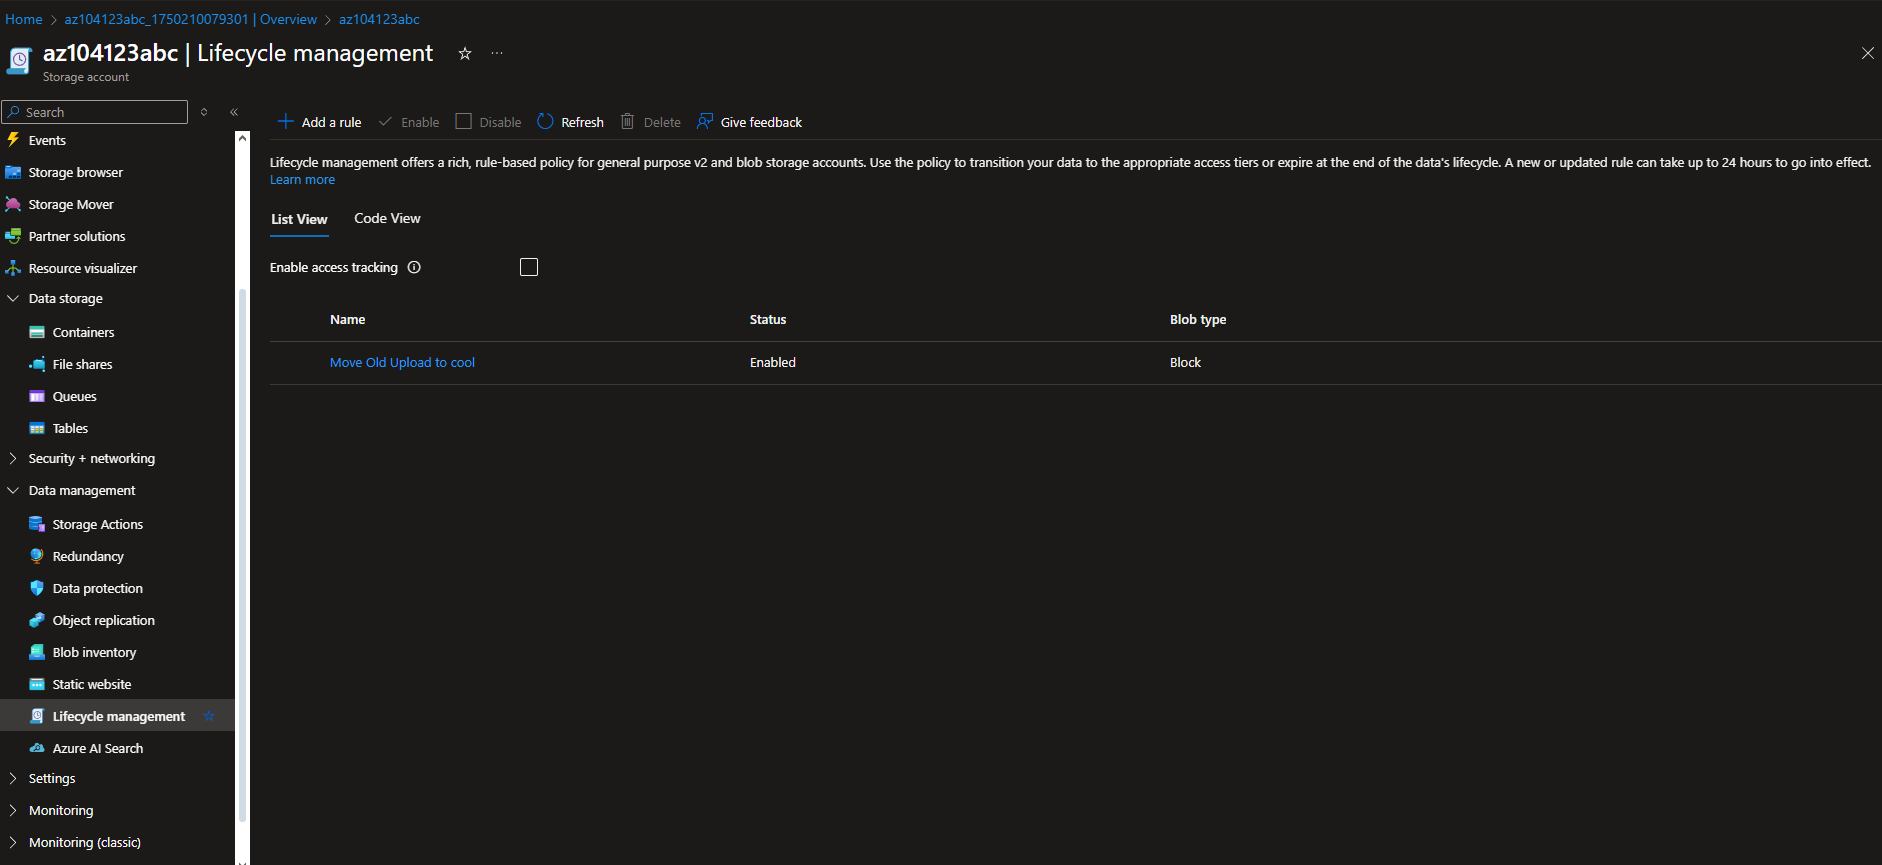 Home > az104123abc_1750210079301 | Overview > az104123abc
az104123abc | Lifecycle management
Storage account
Search
Events
Storage browser
Storage Mover
Partner solutions
Resource visualizer
Data storage
Containers
File shares
Queues
Tables
Security + networking
Data management
Storage Actions
Redundancy
Data protection
Object replication
Blob inventory
Static website
Lifecycle management
Azure AI Search
Settings
Monitoring
Monitoring (classic)
Add a rule Enable Disable Refresh Delete Give feedback
Lifecycle management offers a rich, rule-based policy for general purpose v2 and blob storage accounts. Use the policy to transition your data to the appropriate access tiers or expire at the end of the data's lifecycle. A new or updated rule can take up to 24 hours to go into effect.
Learn more
List View Code View
Enable access tracking
Name Status Blob type
Move Old Upload to cool Enabled Block